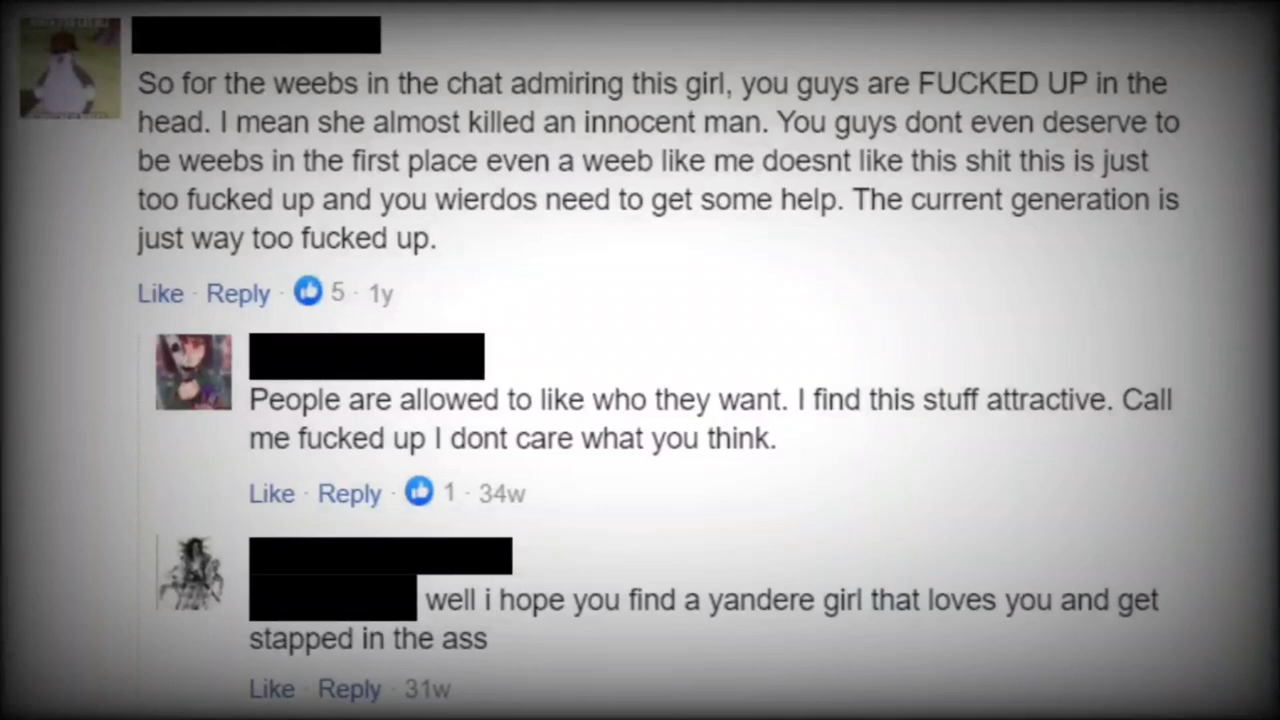 So for the weebs in the chat admiring this girl, you guys are FUCKED UP in the
head. I mean she almost killed an innocent man. You guys dont even deserve to
be weebs in the first place even a weeb like me doesnt like this shit this is just
too fucked up and you wierdos need to get some help. The current generation is
just way too fucked up.
Like · Reply · 5 · 1y
People are allowed to like who they want. I find this stuff attractive. Call
me fucked up I dont care what you think.
Like · Reply · 1 · 34w
well i hope you find a yandere girl that loves you and get
stapped in the ass
Like · Reply · 31w